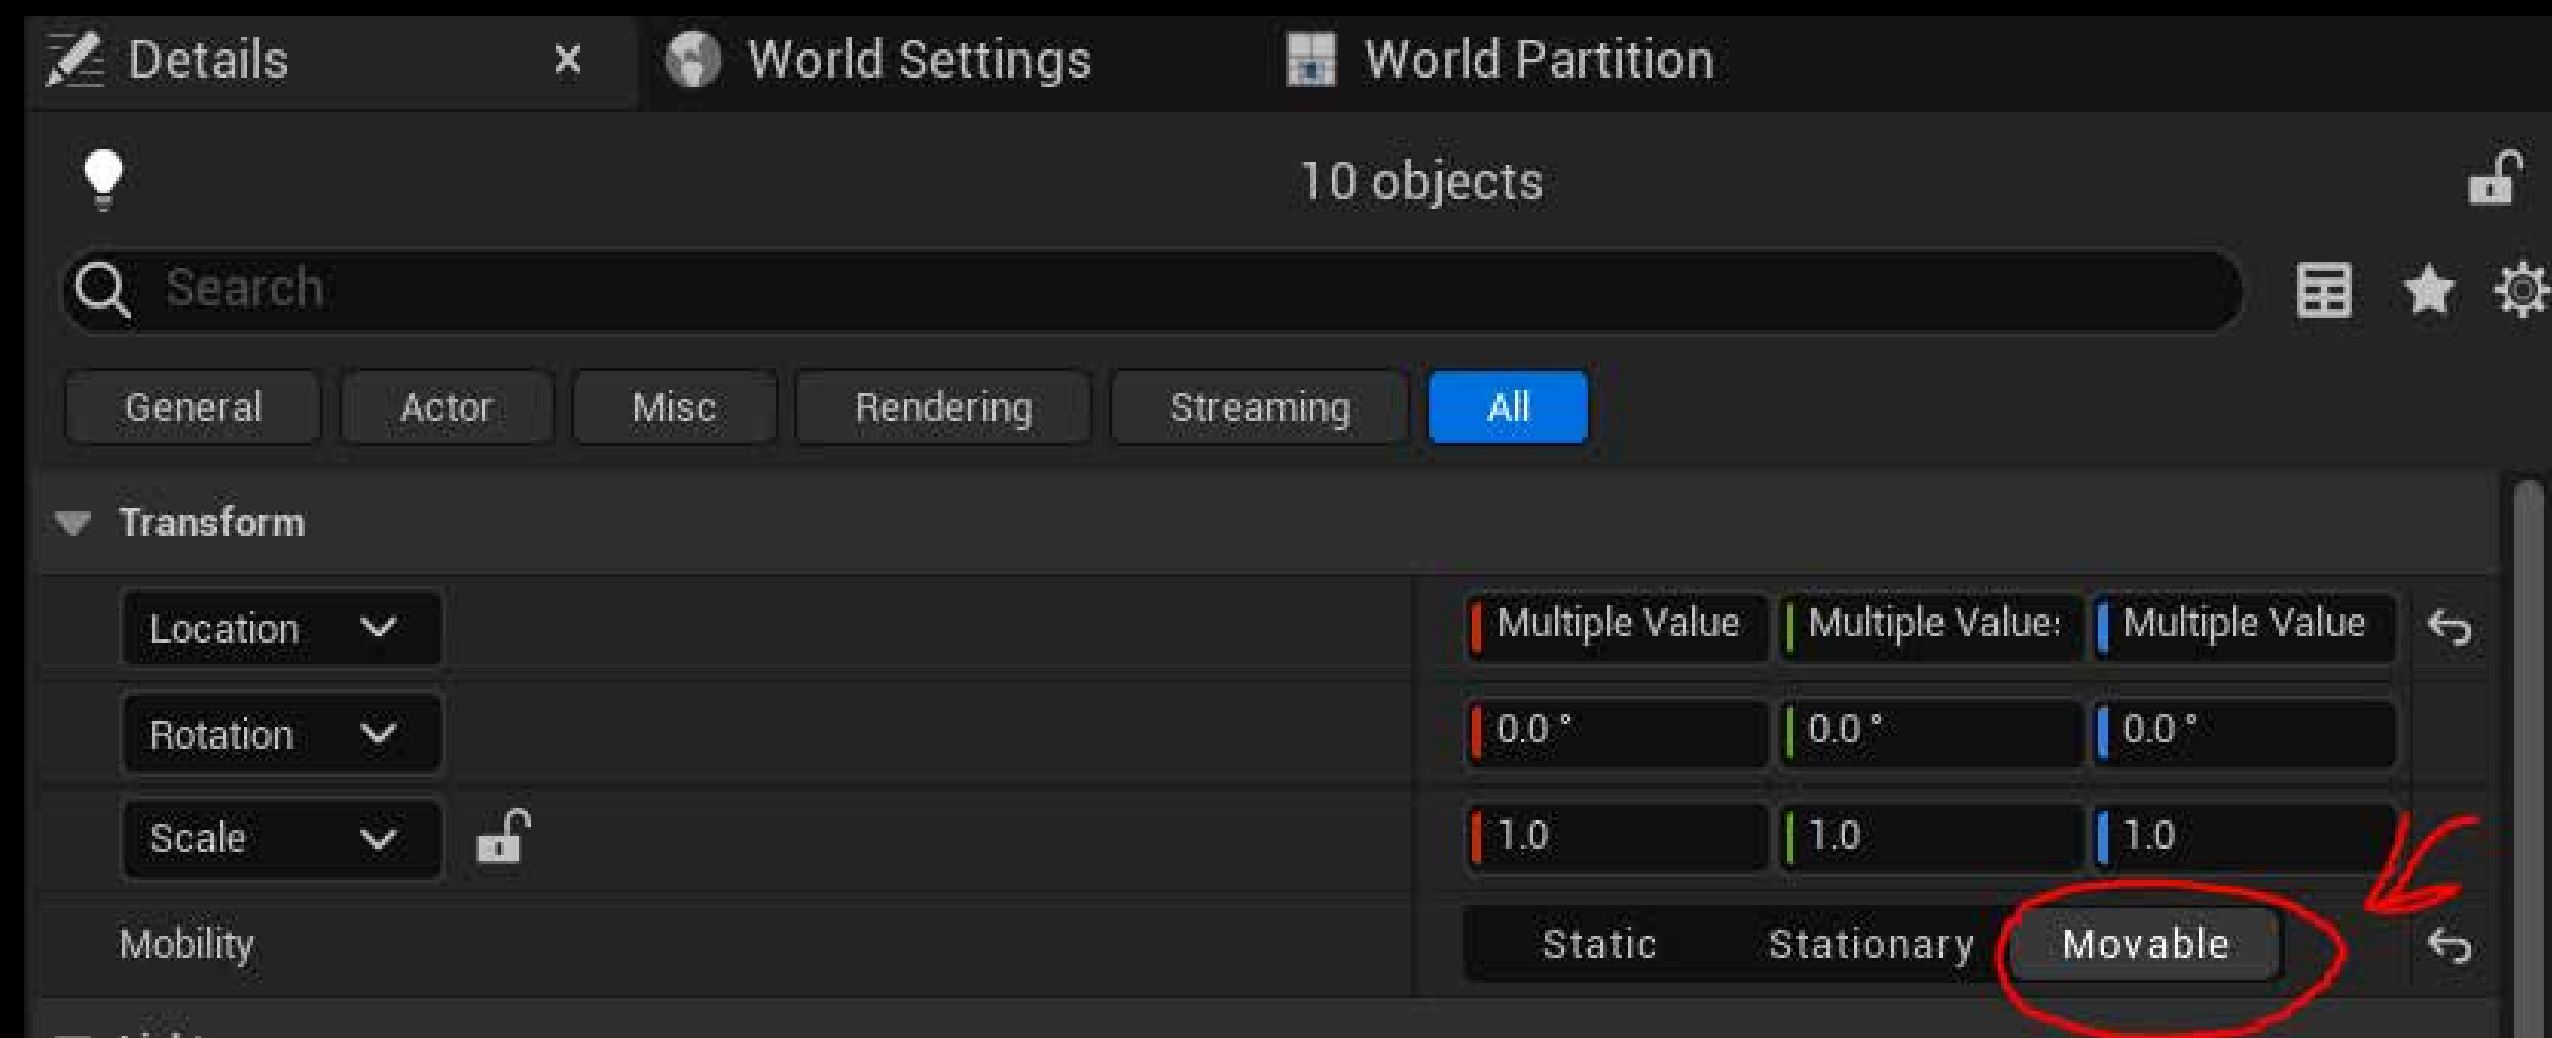 Details World Settings World Partition
10 objects
Search
General Actor Misc Rendering Streaming All
Transform
Location Multiple Value Multiple Value Multiple Value
Rotation 0.0 ° 0.0 ° 0.0 °
Scale 1.0 1.0 1.0
Mobility Static Stationary Movable